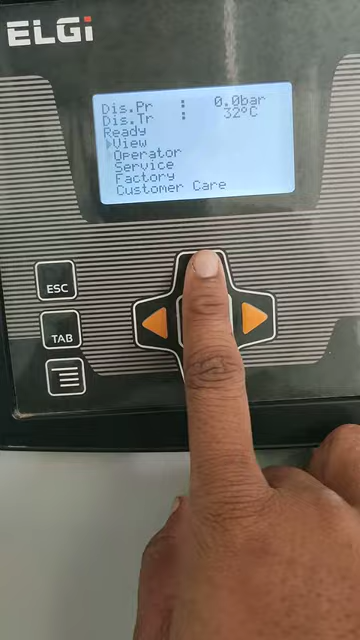 ELGi
Dis.Pr : 0.0bar
Dis.Tr : 32°C
Ready
View
Operator
Service
Factory
Customer Care
ESC
TAB